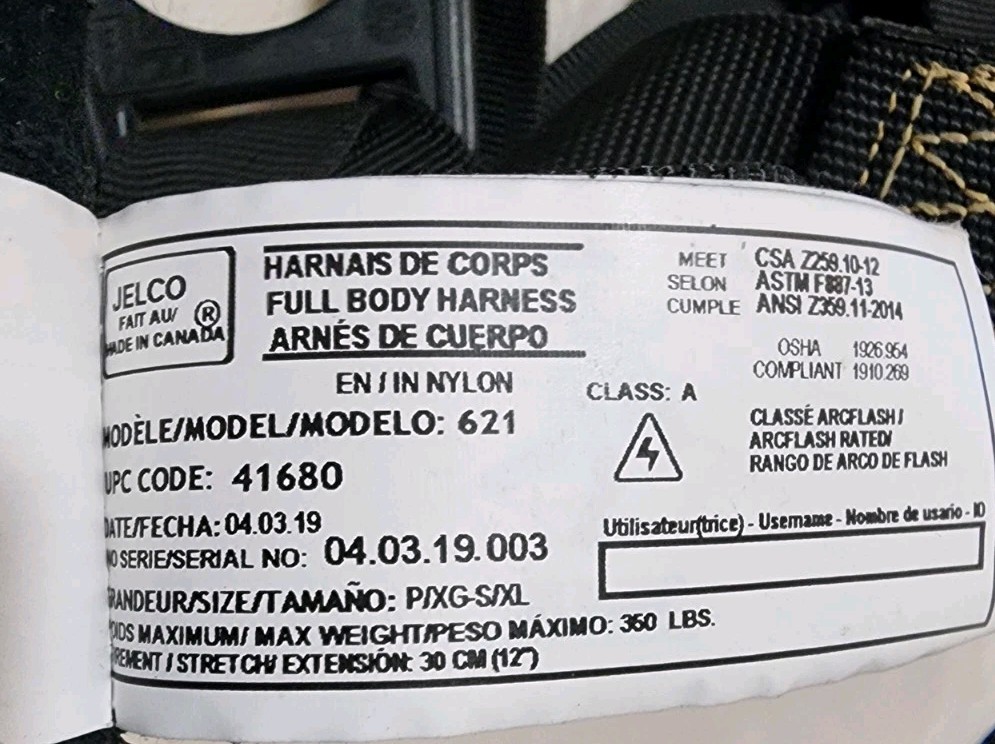 JELCO
FAIT AU/ ®
MADE IN CANADA
HARNAIS DE CORPS
FULL BODY HARNESS
ARNÉS DE CUERPO
EN / IN NYLON
MEET CSA Z259.10-12
SELON ASTM F887-13
CUMPLE ANSI Z359.11-2014
OSHA 1926.954
COMPLIANT 1910.269
CLASS: A
CLASSÉ ARCFLASH /
ARCFLASH RATED/
RANGO DE ARCO DE FLASH
MODÈLE/MODEL/MODELO: 621
UPC CODE: 41680
DATE/FECHA: 04.03.19
NO SERIE/SERIAL NO: 04.03.19.003
GRANDEUR/SIZE/TAMAÑO: P/XG-S/XL
POIDS MAXIMUM/ MAX WEIGHT/PESO MÁXIMO: 350 LBS.
/ STRETCH/ EXTENSIÓN: 30 CM (12")
Utilisateur(trice) - Username - Nombre de usario - ID